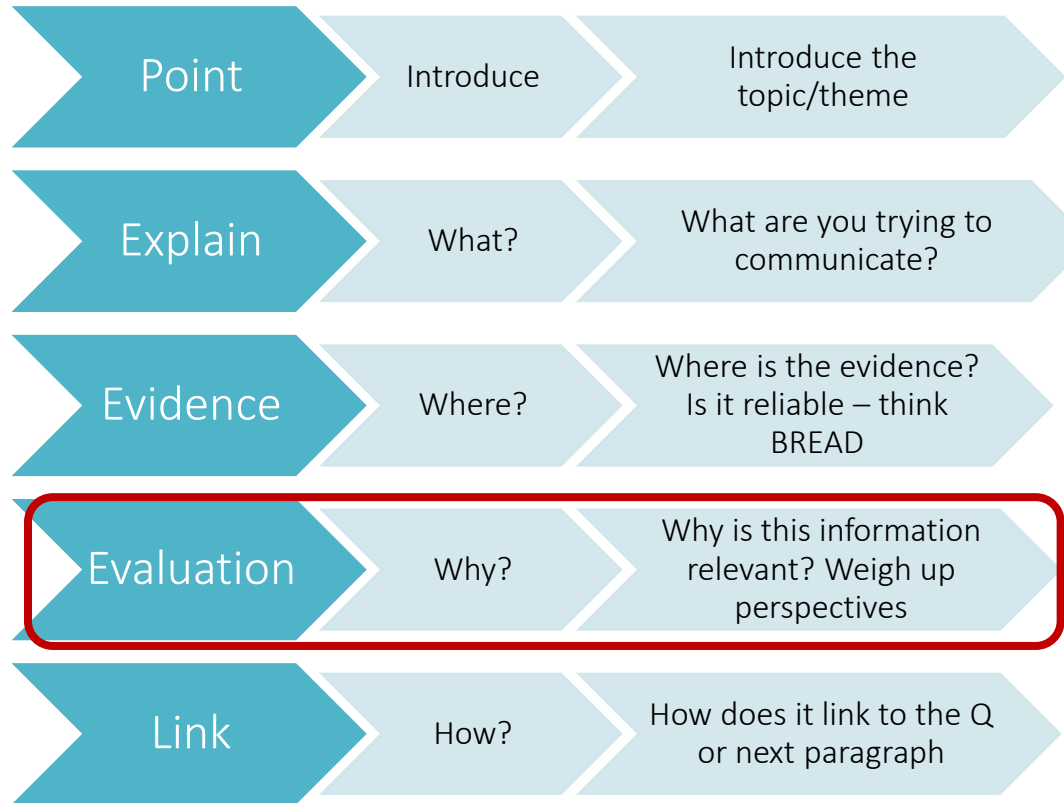 Point
Introduce
Introduce the
topic/theme
Explain
What?
What are you trying to
communicate?
Evidence
Where?
Where is the evidence?
Is it reliable – think
BREAD
Evaluation
Why?
Why is this information
relevant? Weigh up
perspectives
Link
How?
How does it link to the Q
or next paragraph